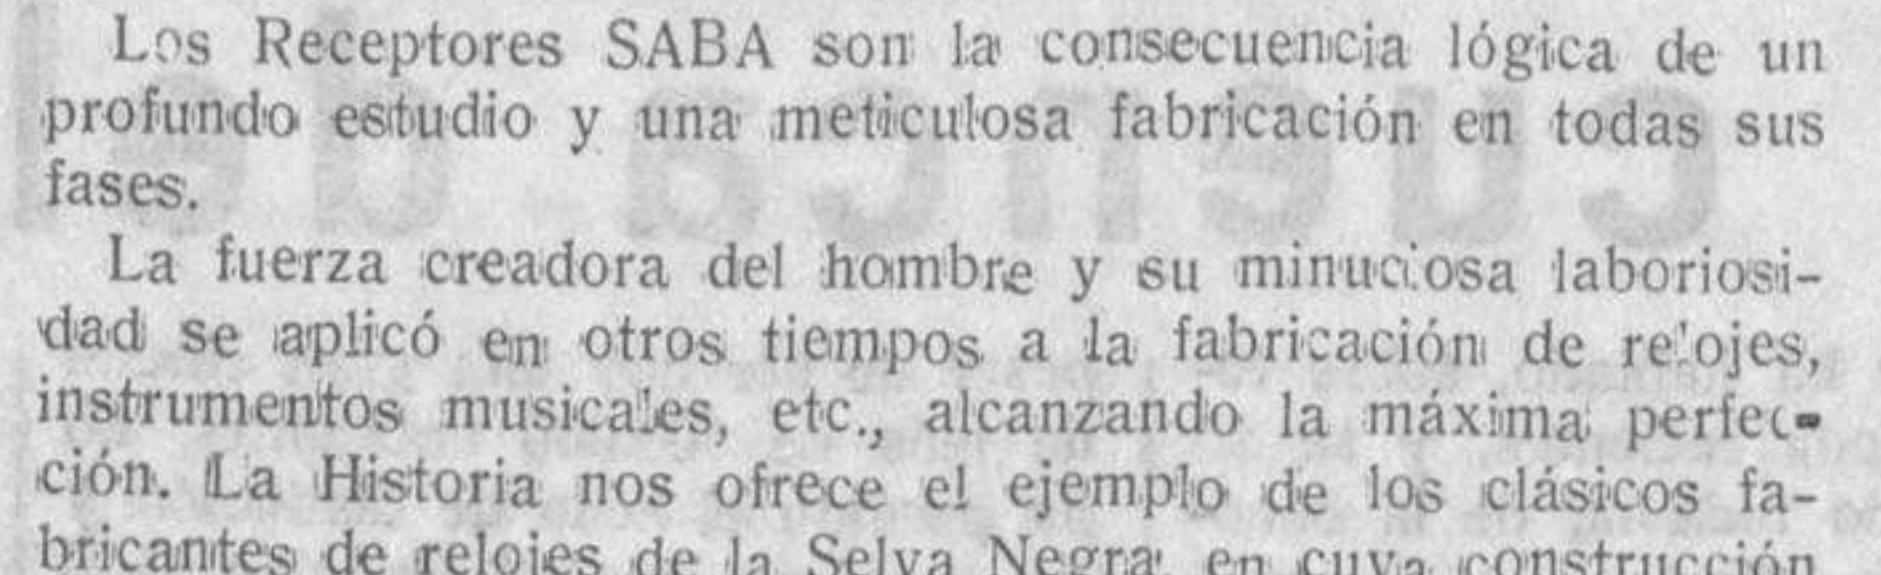 Los Receptores SABA son la consecuencia lógica de un
profundo estudio y una meticulosa fabricación en todas sus
fases.
La fuerza creadora del hombre y su minuciosa laboriosi-
dad se aplicó en otros tiempos a la fabricación de relojes,
instrumentos musicales, etc., alcanzando la máxima perfec-
ción. La Historia nos ofrece el ejemplo de los clásicos fa-
bricantes de relojes de la Selva Negra en cuya construcción